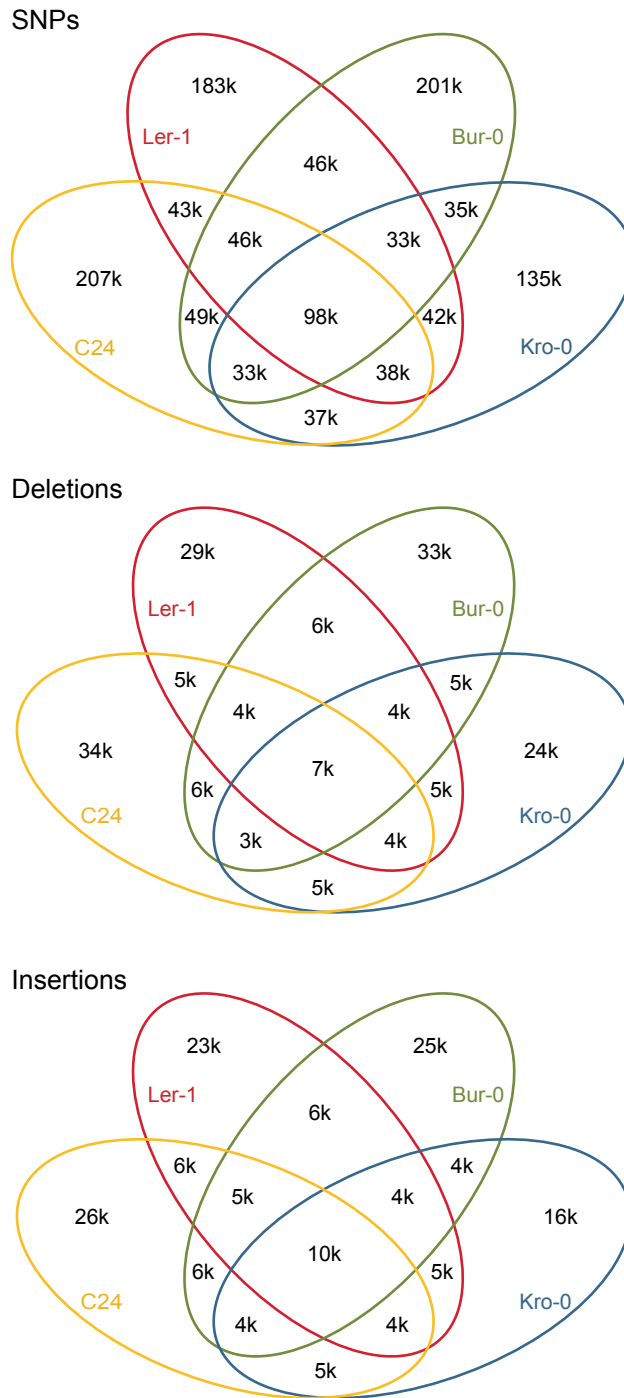 SNPs
183k 201k
Ler-1 Bur-0
46k
43k 35k
46k 33k
207k 135k
49k 98k 42k
C24 Kro-0
33k 38k
37k
Deletions
29k 33k
Ler-1 Bur-0
6k
5k 5k
4k 4k
34k 24k
7k
6k 5k
C24 Kro-0
3k 4k
5k
Insertions
23k 25k
Ler-1 Bur-0
6k
6k 4k
5k 4k
26k 16k
10k
6k 5k
C24 Kro-0
4k 4k
5k